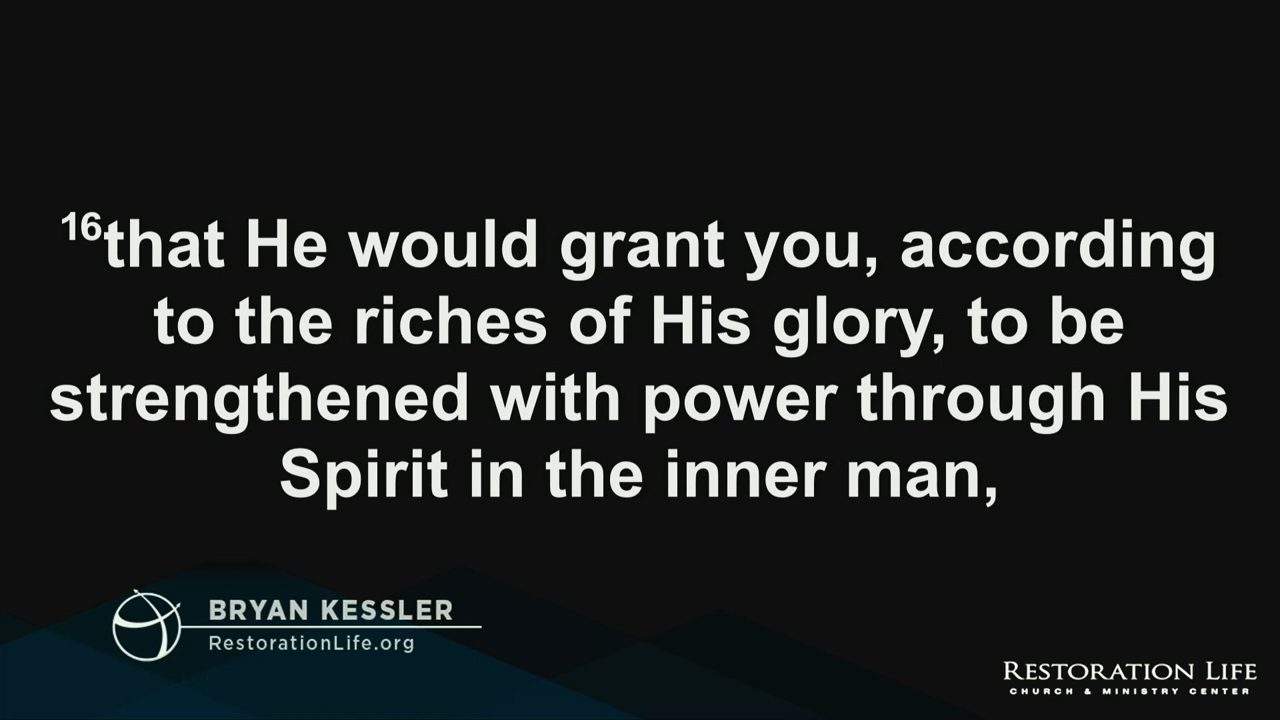 16that He would grant you, according
to the riches of His glory, to be
strengthened with power through His
Spirit in the inner man,
BRYAN KESSLER
RestorationLife.org
RESTORATION LIFE
CHURCH & MINISTRY CENTER